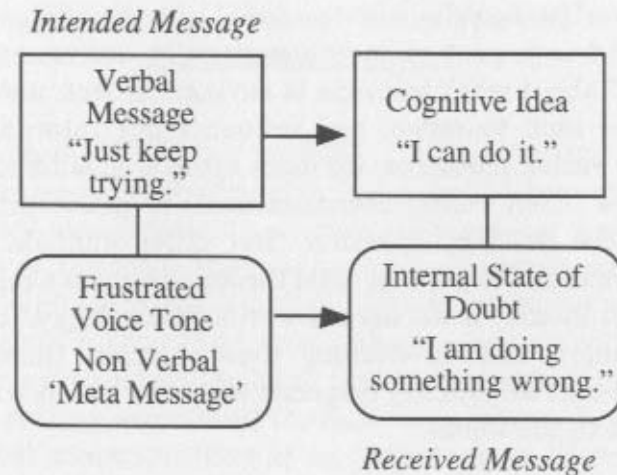 Intended Message
Verbal
Message
“Just keep
trying.”
Cognitive Idea
“I can do it.”
Frustrated
Voice Tone
Non Verbal
‘Meta Message’
Internal State of
Doubt
“I am doing
something wrong.”
Received Message